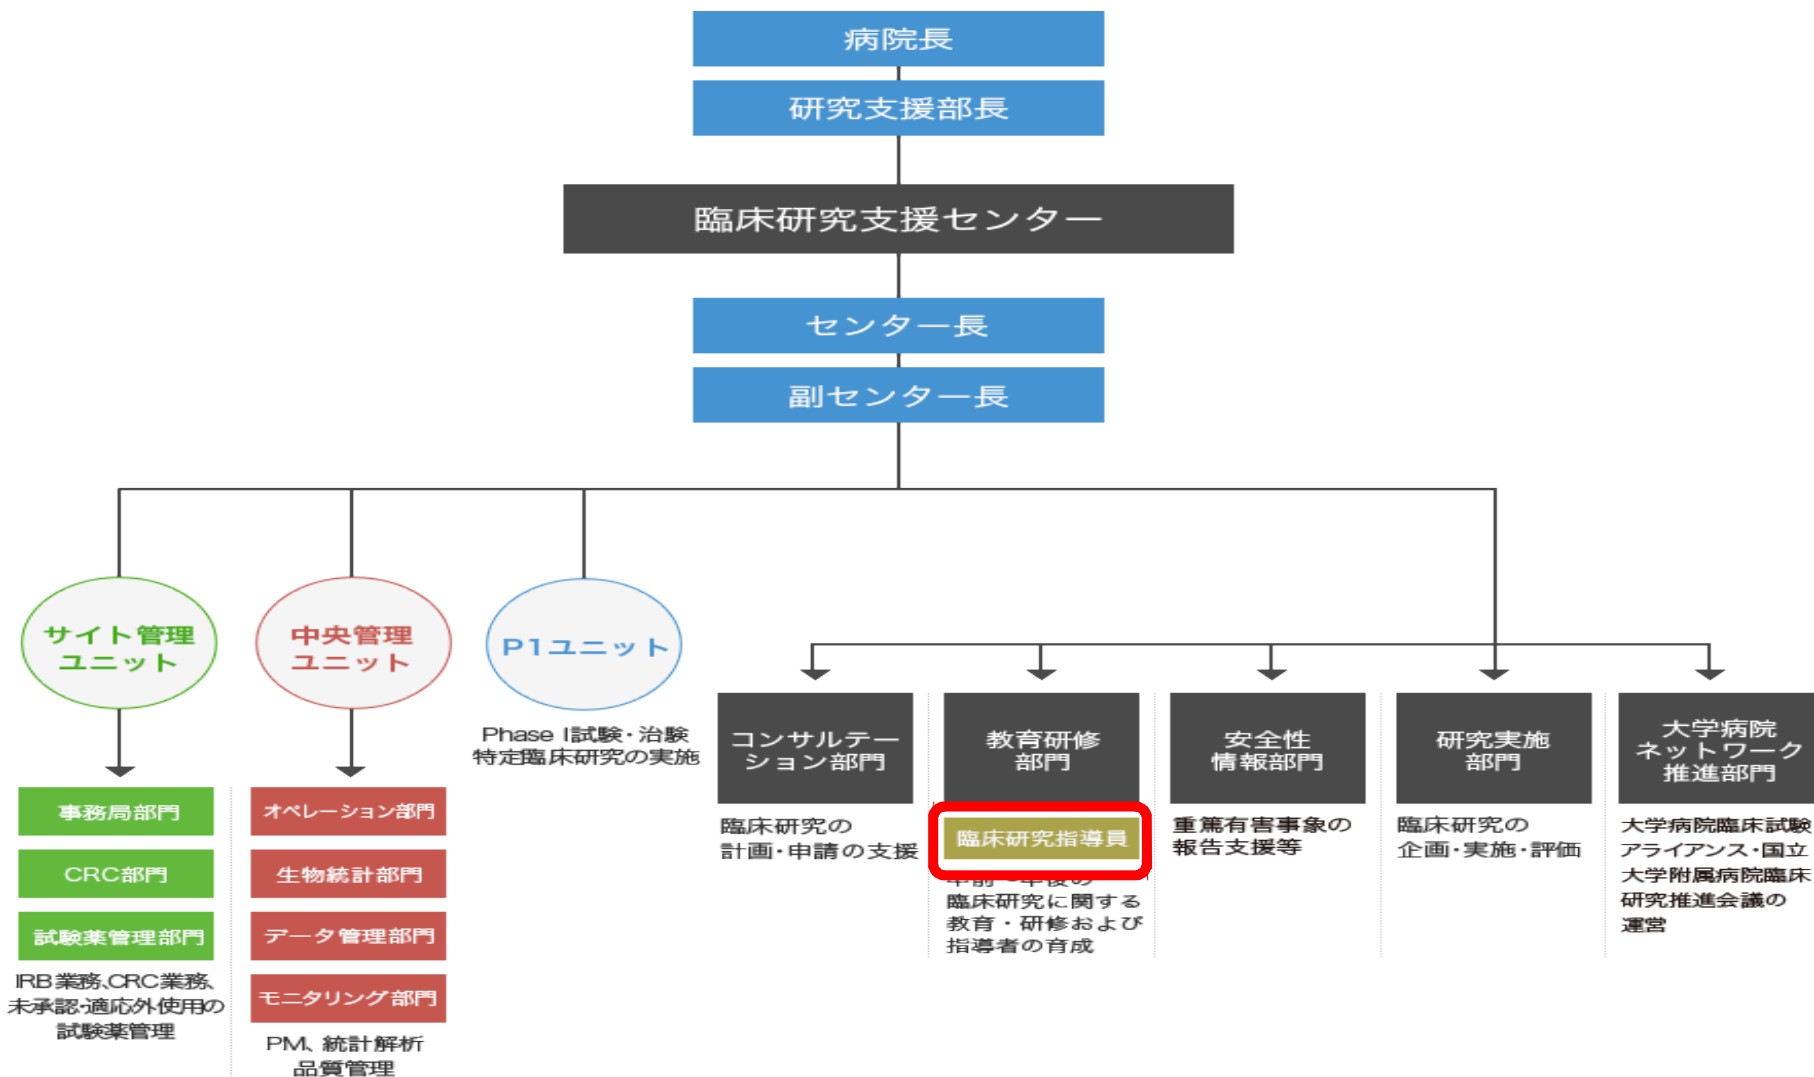 病院長
研究支援部長
臨床研究支援センター
センター長
副センター長
サイト管理
ユニット
中央管理
ユニット
P1ユニット
Phase I試験・治験
特定臨床研究の実施
事務局部門
CRC部門
試験薬管理部門
IRB業務、CRC業務、
未承認・適応外使用の
試験薬管理
オペレーション部門
生物統計部門
データ管理部門
モニタリング部門
PM、統計解析
品質管理
コンサルテー
ション部門
臨床研究の
計画・申請の支援
教育研修
部門
臨床研究指導員
臨床研究に関する
教育・研修および
指導者の育成
安全性
情報部門
重篤有害事象の
報告支援等
研究実施
部門
臨床研究の
企画・実施・評価
大学病院
ネットワーク
推進部門
大学病院臨床試験
アライアンス・国立
大学附属病院臨床
研究推進会議の
運営